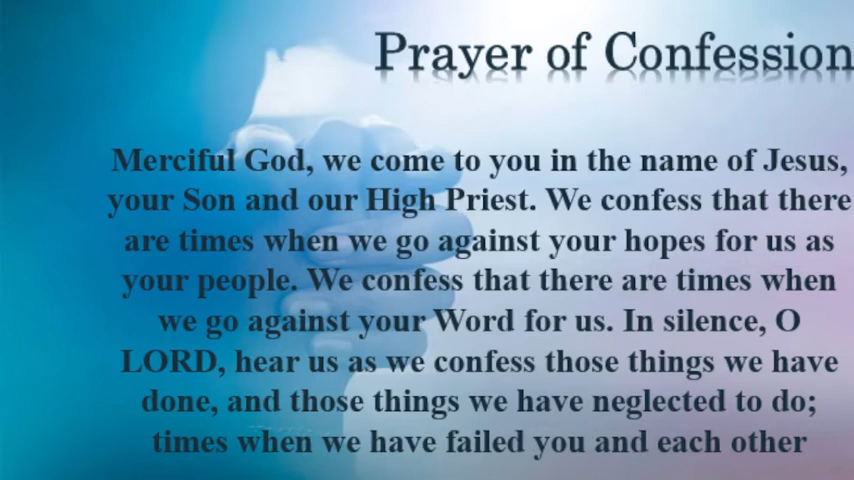 Prayer of Confession
Merciful God, we come to you in the name of Jesus,
your Son and our High Priest. We confess that there
are times when we go against your hopes for us as
your people. We confess that there are times when
we go against your Word for us. In silence, O
LORD, hear us as we confess those things we have
done, and those things we have neglected to do;
times when we have failed you and each other